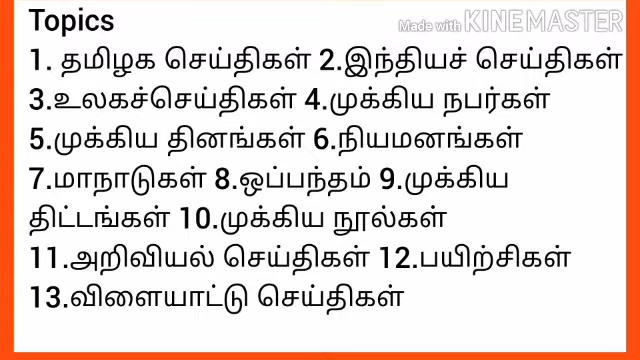 Topics
Made with KINEMASTER
1. தமிழக செய்திகள் 2.இந்தியச் செய்திகள்
3.உலகச்செய்திகள் 4.முக்கிய நபர்கள்
5.முக்கிய தினங்கள் 6.நியமனங்கள்
7.மாநாடுகள் 8.ஒப்பந்தம் 9.முக்கிய
திட்டங்கள் 10.முக்கிய நூல்கள்
11.அறிவியல் செய்திகள் 12.பயிற்சிகள்
13.விளையாட்டு செய்திகள்